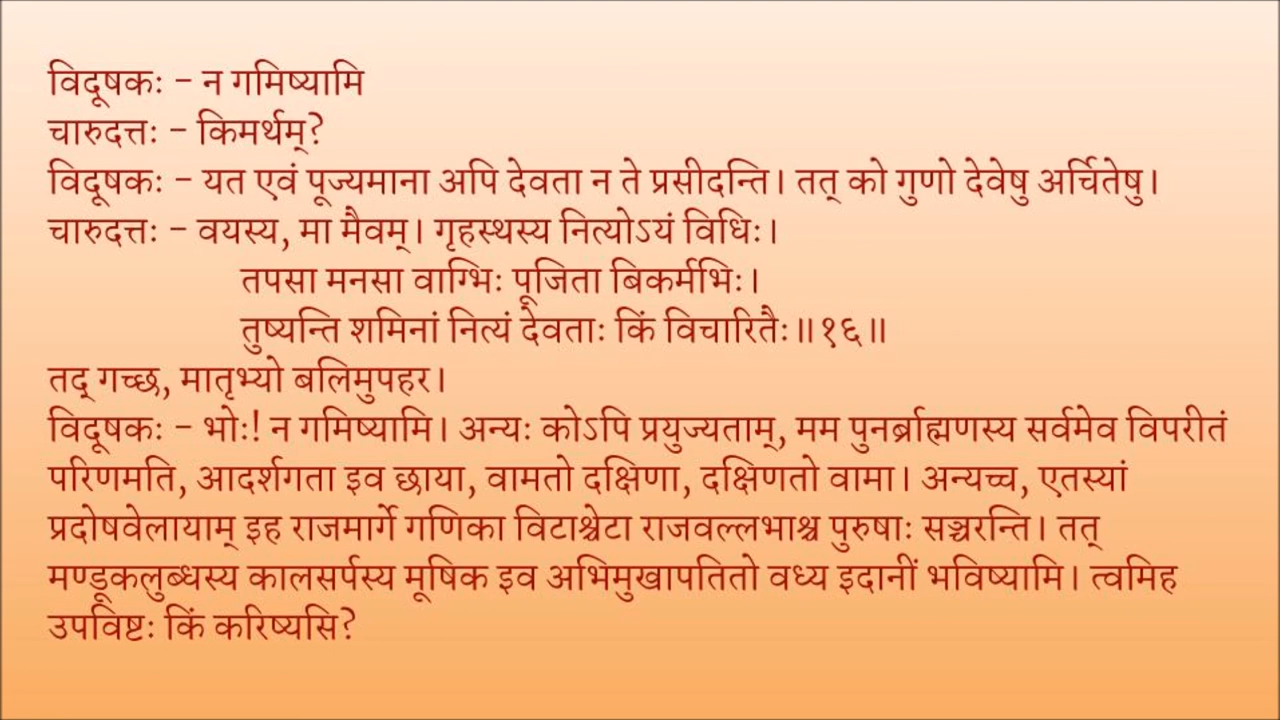 विदूषकः - न गमिष्यामि
चारुदत्तः - किमर्थम्?
विदूषकः - यत एवं पूज्यमाना अपि देवता न ते प्रसीदन्ति। तत् को गुणो देवेषु अर्चितेषु।
चारुदत्तः - वयस्य, मा मैवम्। गृहस्थस्य नित्योऽयं विधिः।
तपसा मनसा वाग्भिः पूजिता बिकर्मभिः।
तुष्यन्ति शमिनां नित्यं देवताः किं विचारितैः॥१६॥
तद् गच्छ, मातृभ्यो बलिमुपहर।
विदूषकः - भोः! न गमिष्यामि। अन्यः कोऽपि प्रयुज्यताम्, मम पुनर्ब्राह्मणस्य सर्वमेव विपरीतं
परिणमति, आदर्शगता इव छाया, वामतो दक्षिणा, दक्षिणतो वामा। अन्यच्च, एतस्यां
प्रदोषवेलायाम् इह राजमार्गे गणिका विटाश्चेटा राजवल्लभाश्च पुरुषाः सञ्चरन्ति। तत्
मण्डूकलुब्धस्य कालसर्पस्य मूषिक इव अभिमुखापतितो वध्य इदानीं भविष्यामि। त्वमिह
उपविष्टः किं करिष्यसि?